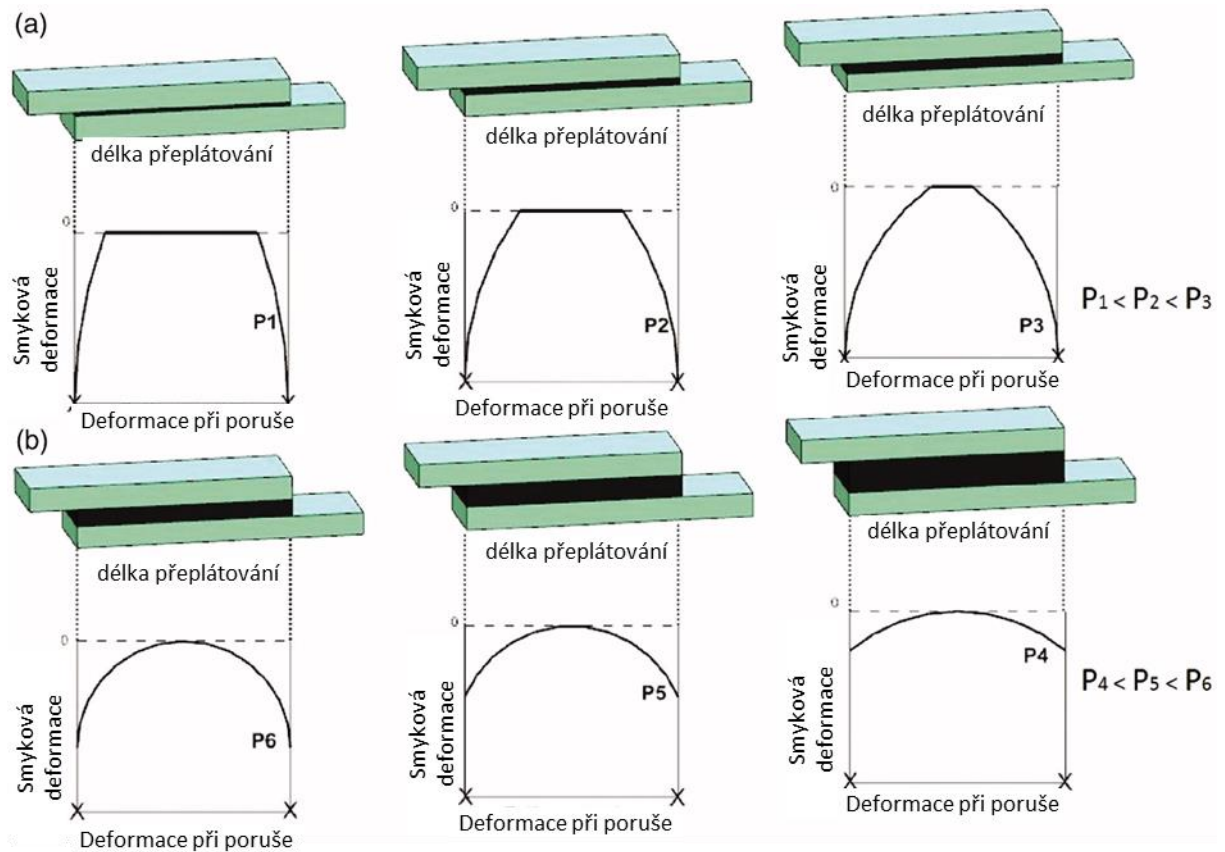 (a)
délka přeplátování
délka přeplátování
délka přeplátování
0
0
0
Smyková
deformace
Smyková
deformace
Smyková
deformace
P1
P2
P3
P₁ < P₂ < P₃
Deformace při poruše
Deformace při poruše
Deformace při poruše
(b)
délka přeplátování
délka přeplátování
délka přeplátování
0
0
0
Smyková
deformace
Smyková
deformace
Smyková
deformace
P6
P5
P4
P₄ < P₅ < P₆
Deformace při poruše
Deformace při poruše
Deformace při poruše